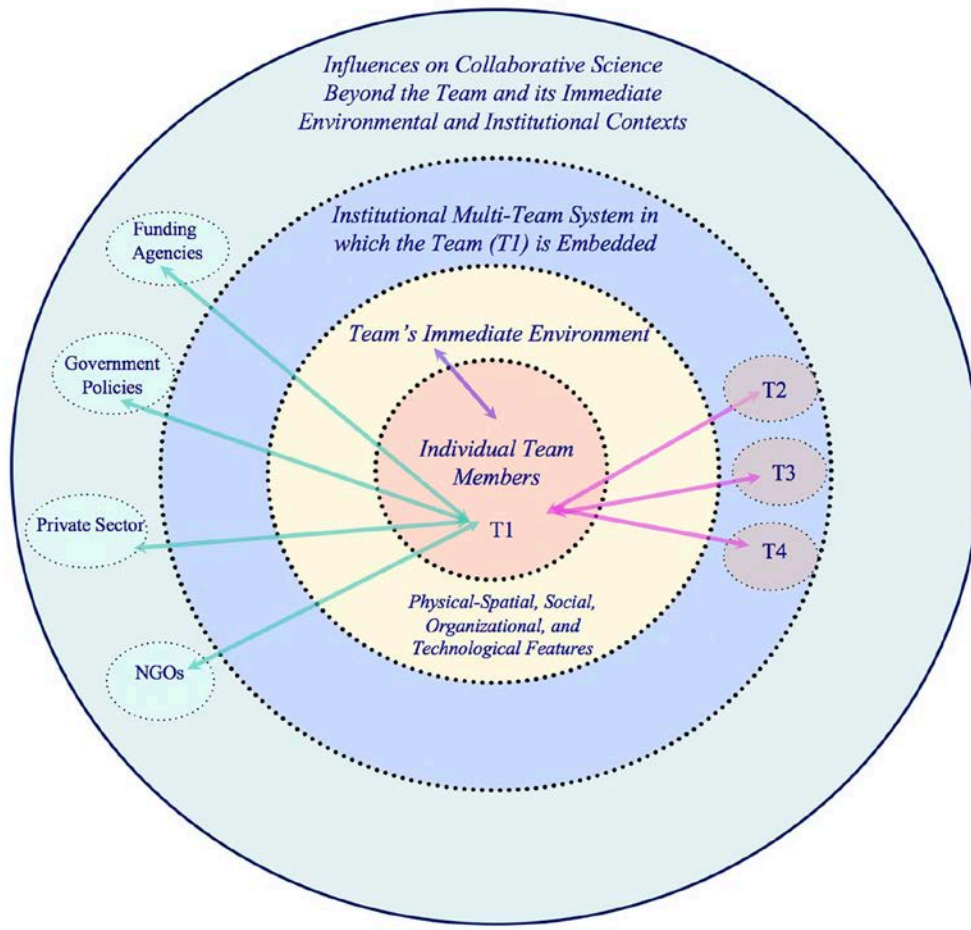 Influences on Collaborative Science
Beyond the Team and its Immediate
Environmental and Institutional Contexts
Institutional Multi-Team System in
which the Team (T1) is Embedded
Funding
Agencies
Team's Immediate Environment
Government
Policies
T2
Individual Team
Members
T3
Private Sector
T1
T4
Physical-Spatial, Social,
Organizational, and
Technological Features
NGOs